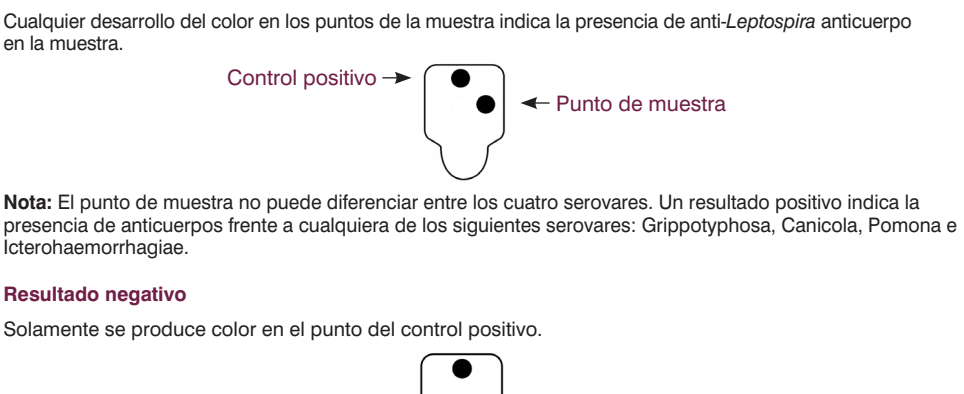 Cualquier desarrollo del color en los puntos de la muestra indica la presencia de anti-Leptospira anticuerpo
en la muestra.
Control positivo
Punto de muestra
Nota: El punto de muestra no puede diferenciar entre los cuatro serovares. Un resultado positivo indica la
presencia de anticuerpos frente a cualquiera de los siguientes serovares: Grippotyphosa, Canicola, Pomona e
Icterohaemorrhagiae.
Resultado negativo
Solamente se produce color en el punto del control positivo.